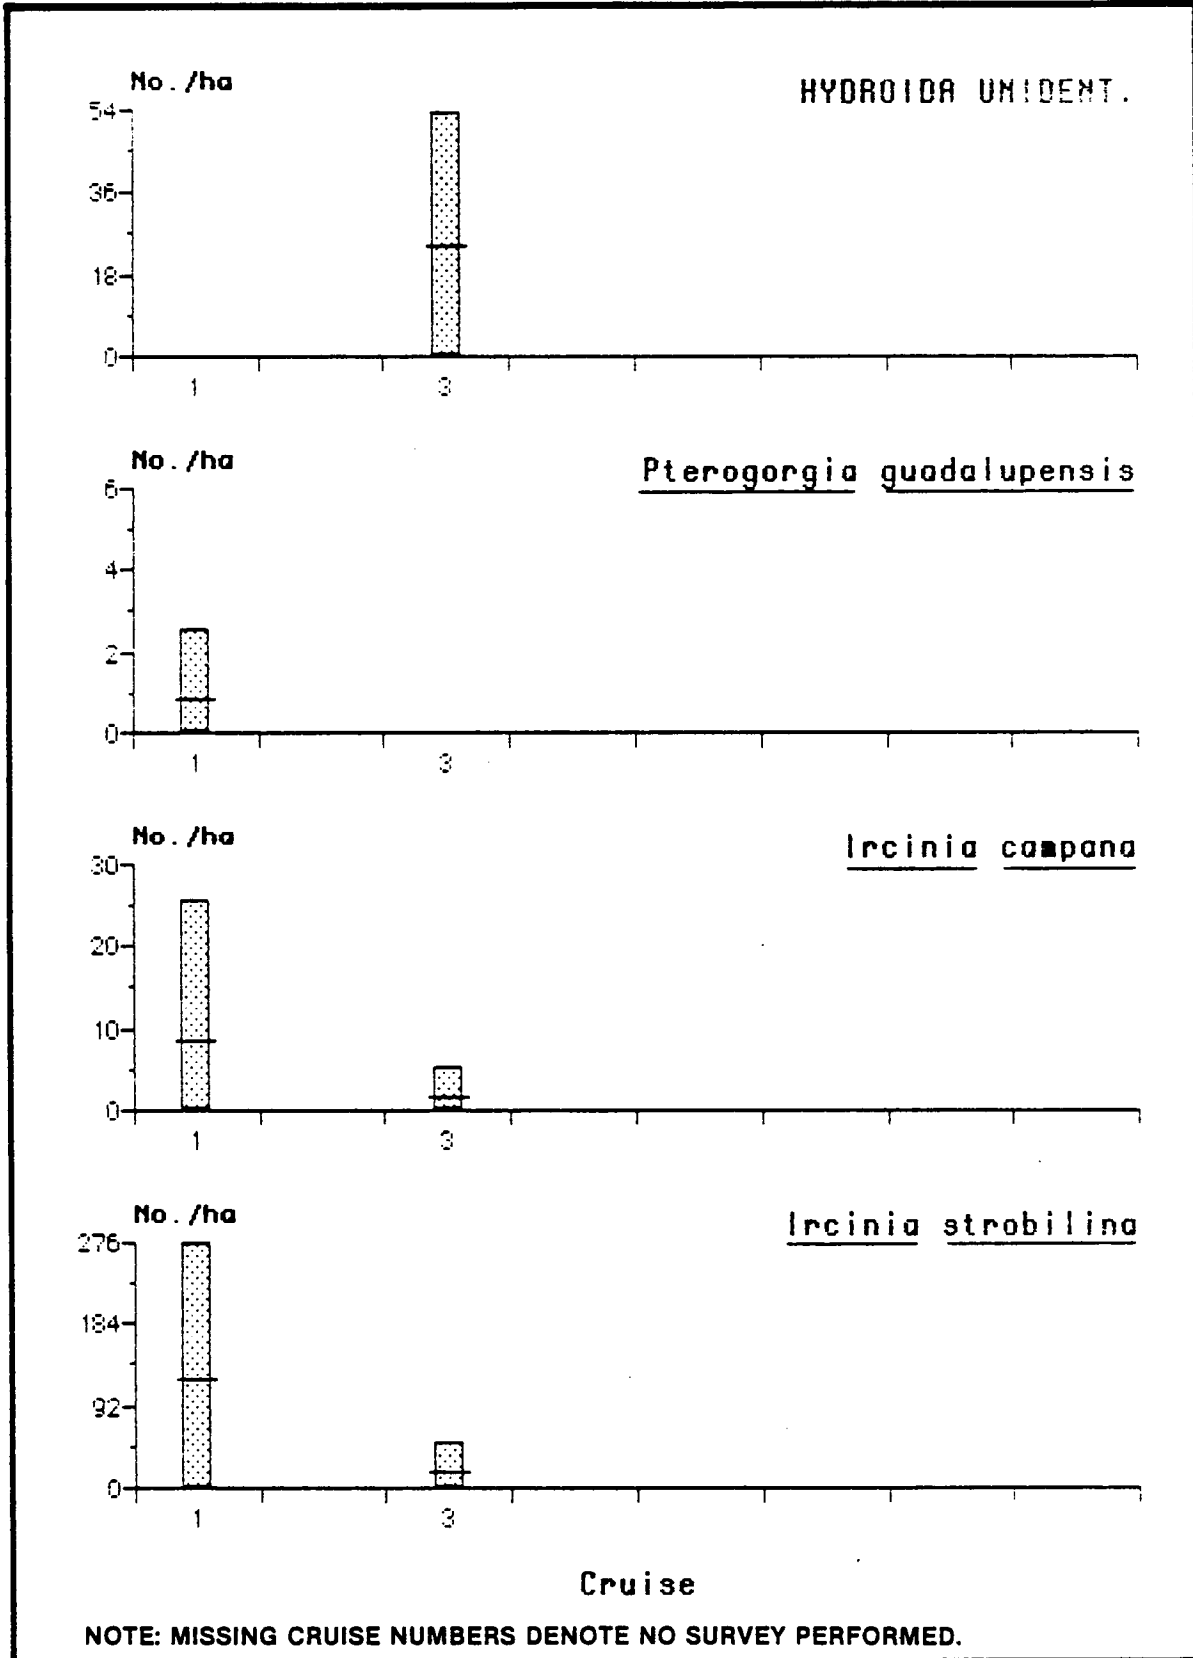 No./ha
HYDROIDA UNIDENT.
54
36
18
0
1 3
No./ha
Pterogorgia guadalupensis
6
4
2
0
1 3
No./ha
Ircinia campana
30
20
10
0
1 3
No./ha
Ircinia strobilina
276
184
92
0
1 3
Cruise
NOTE: MISSING CRUISE NUMBERS DENOTE NO SURVEY PERFORMED.